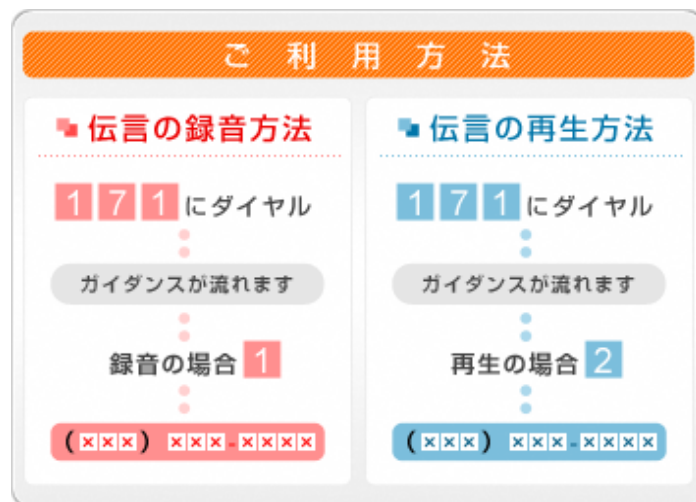 ご利用方法
伝言の録音方法
171にダイヤル
ガイダンスが流れます
録音の場合1
(×××) ×××-××××
伝言の再生方法
171にダイヤル
ガイダンスが流れます
再生の場合2
(×××) ×××-××××